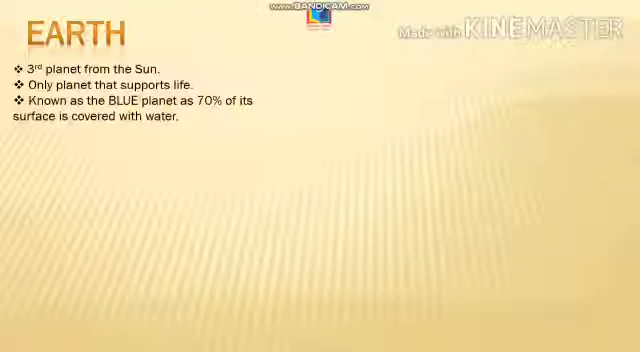 www.BANDICAM.com
EARTH
Made with KINEMASTER
❖ 3rd planet from the Sun.
❖ Only planet that supports life.
❖ Known as the BLUE planet as 70% of its
surface is covered with water.